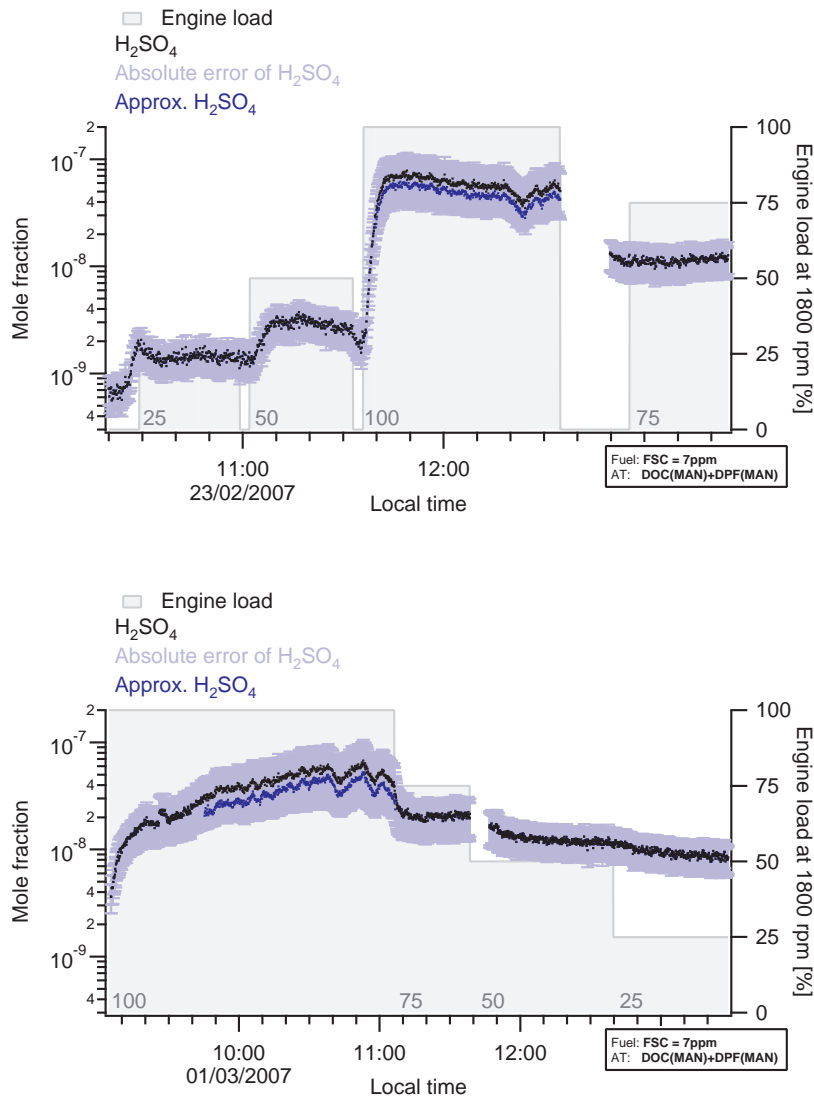 Engine load
H2SO4
Absolute error of H2SO4
Approx. H2SO4
2
10-7
4
2
10-8
4
2
10-9
4
Mole fraction
100
75
50
25
0
Engine load at 1800 rpm [%]
25 50 100 75
11:00 12:00
23/02/2007
Local time
Fuel: FSC = 7ppm
AT: DOC(MAN)+DPF(MAN)
Engine load
H2SO4
Absolute error of H2SO4
Approx. H2SO4
2
10-7
4
2
10-8
4
2
10-9
4
Mole fraction
100
75
50
25
0
Engine load at 1800 rpm [%]
100 75 50 25
10:00 11:00 12:00
01/03/2007
Local time
Fuel: FSC = 7ppm
AT: DOC(MAN)+DPF(MAN)